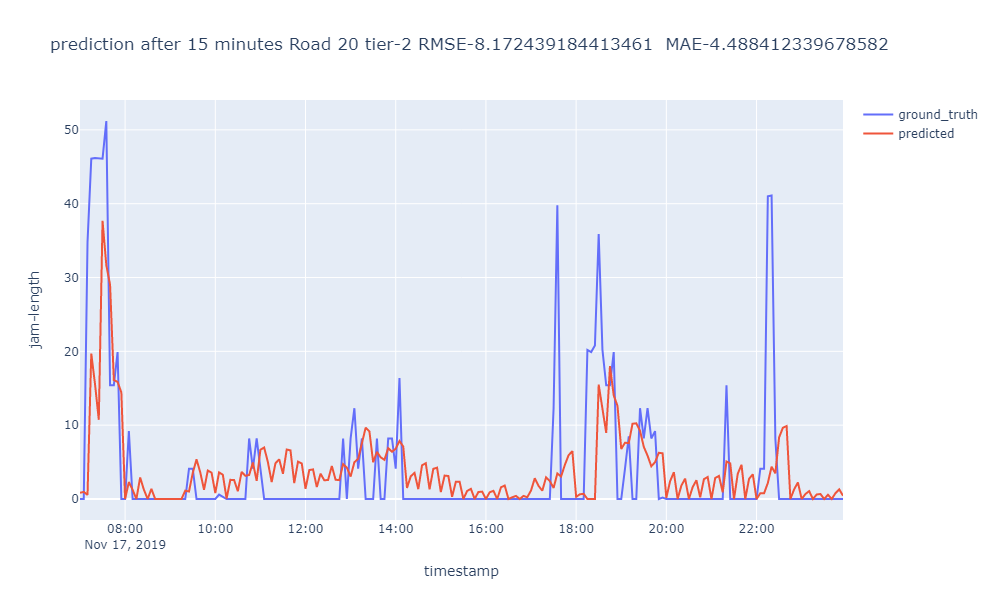 prediction after 15 minutes Road 20 tier-2 RMSE-8.172439184413461  MAE-4.488412339678582
ground_truth
predicted
50
40
30
20
10
0
jam-length
08:00 10:00 12:00 14:00 16:00 18:00 20:00 22:00
Nov 17, 2019
timestamp